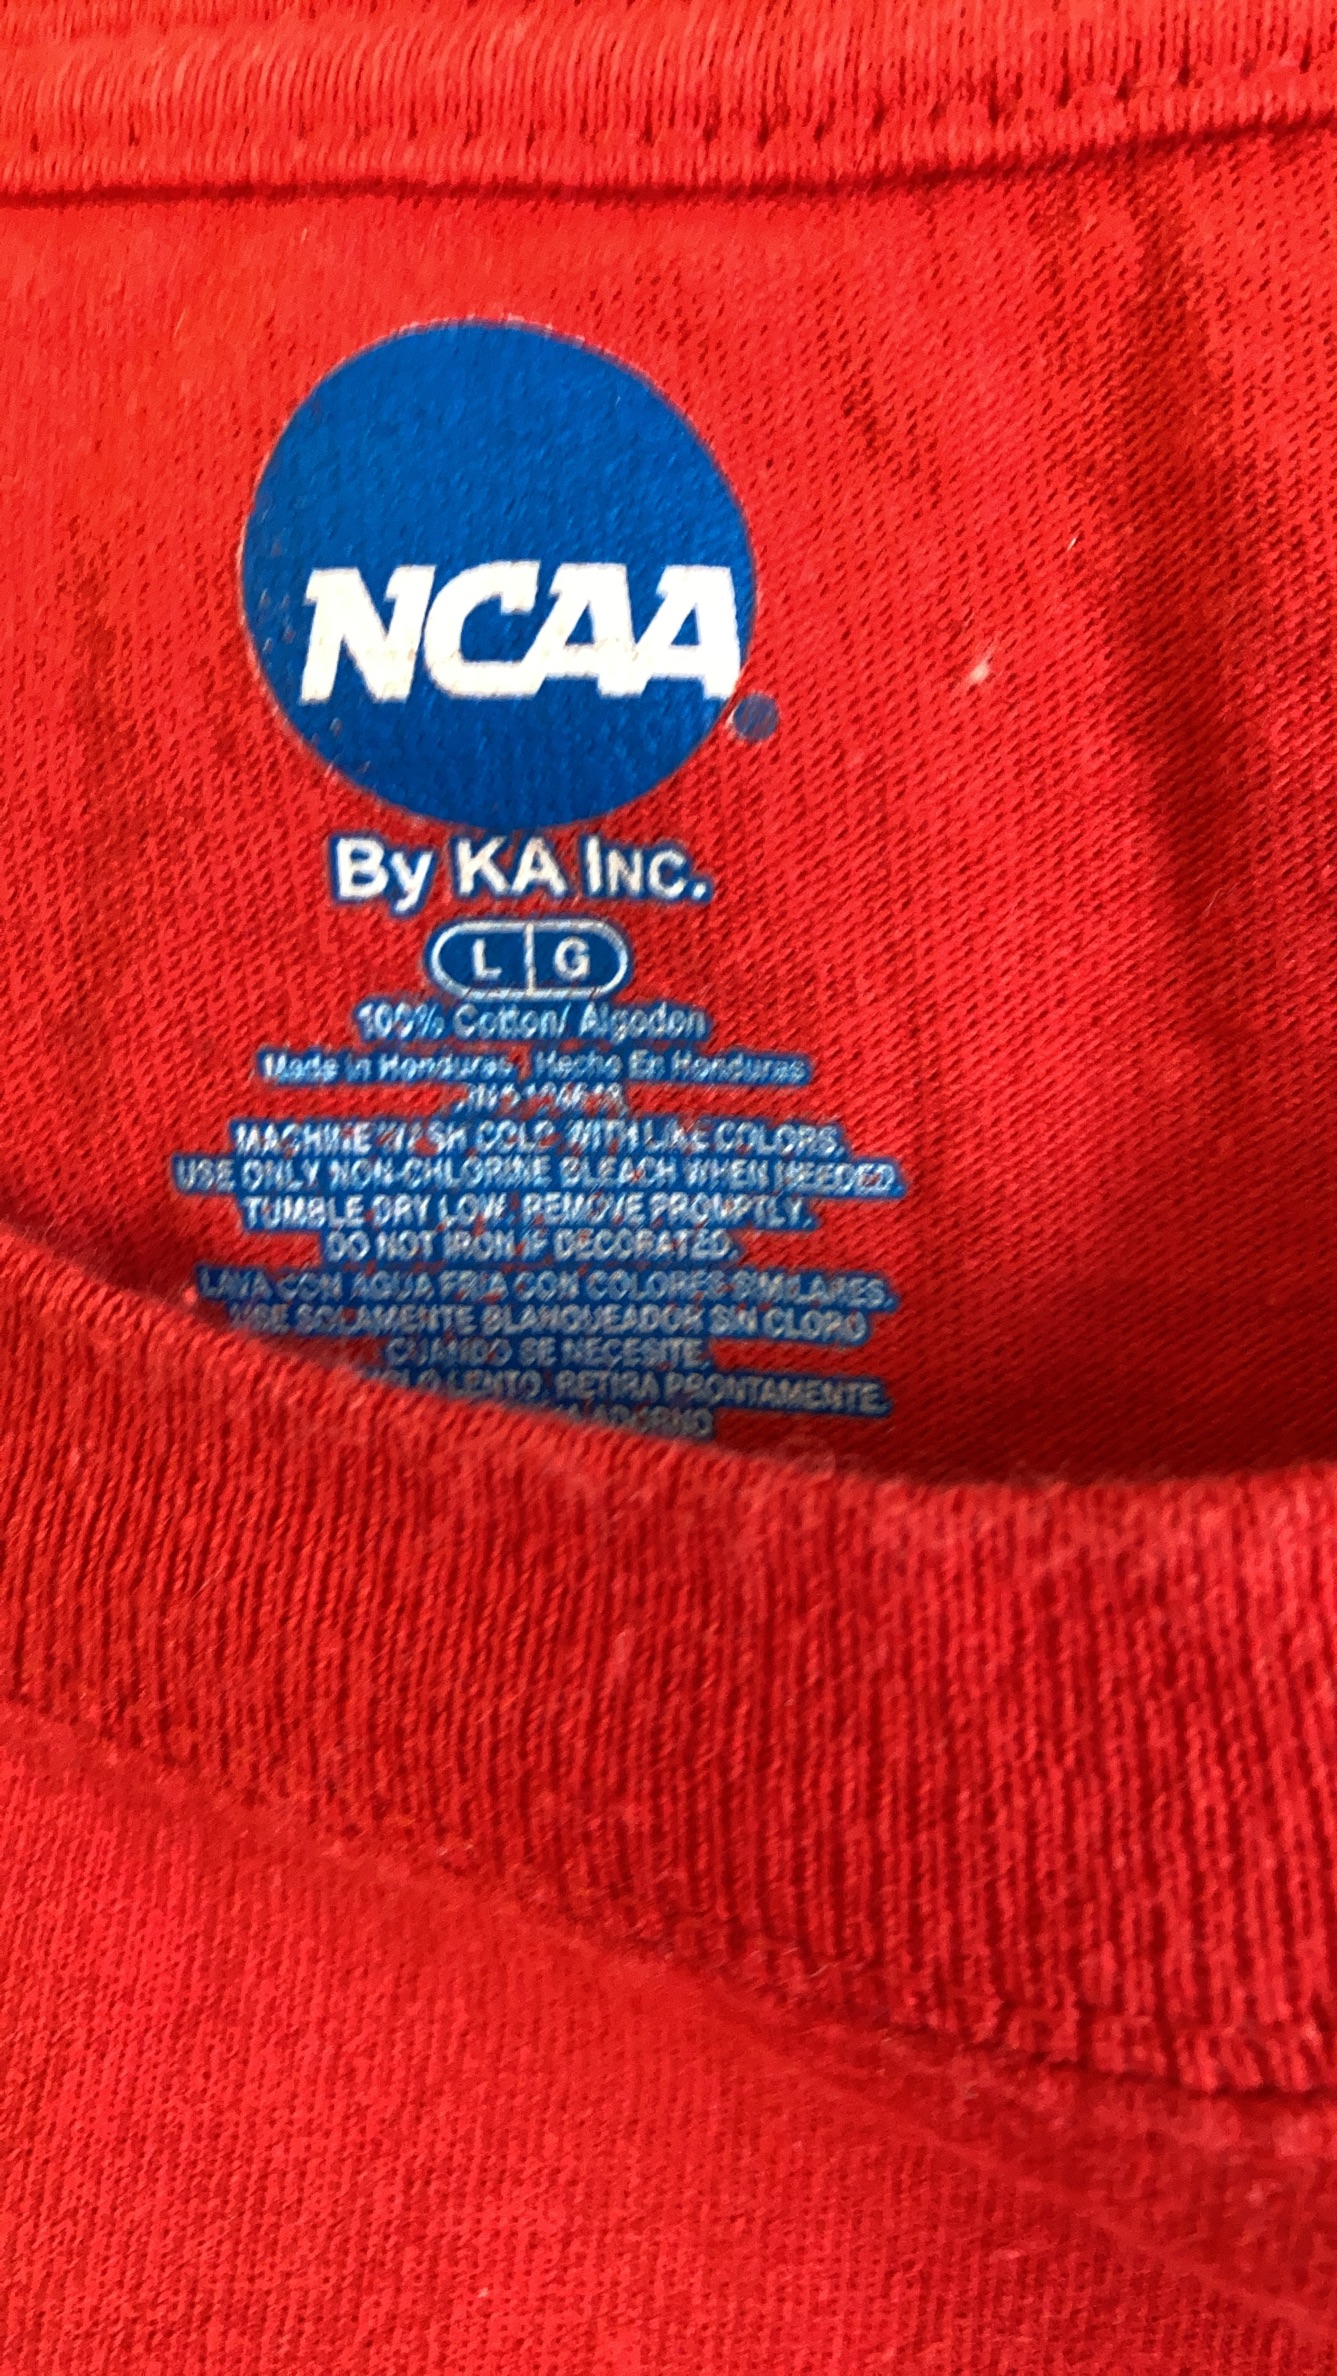 NCAA
By KA INC.
L G
100% Cotton/ Algodon
Made in Honduras, Hecho En Honduras
MACHINE WASH COLD WITH LIKE COLORS.
USE ONLY NON-CHLORINE BLEACH WHEN NEEDED.
TUMBLE DRY LOW. REMOVE PROMPTLY.
DO NOT IRON IF DECORATED.
LAVA CON AGUA FRIA CON COLORES SIMILARES.
USE SOLAMENTE BLANQUEADOR SIN CLORO
CUANDO SE NECESITE.
LENTO. RETIRA PRONTAMENTE.
ADORNO